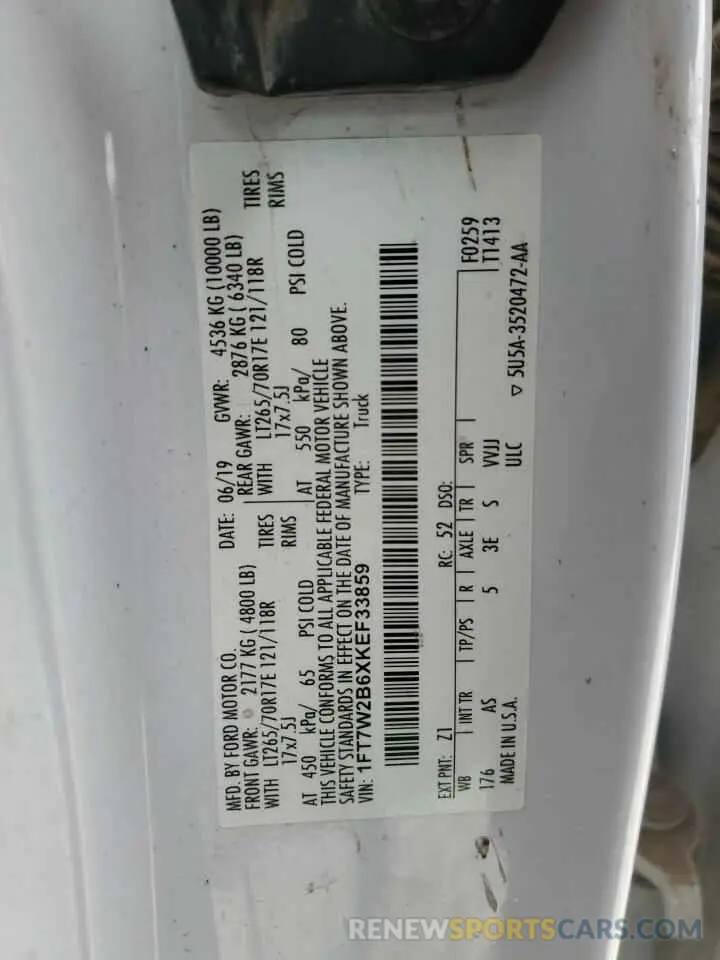 MFD. BY FORD MOTOR CO.
DATE: 06/19 GVWR: 4536 KG (10000 LB)
FRONT GAWR: 2177 KG ( 4800 LB) REAR GAWR: 2876 KG ( 6340 LB)
WITH LT265/70R17E 121/118R TIRES WITH LT265/70R17E 121/118R TIRES
17x7.5J RIMS 17x7.5J RIMS
AT 450 kPa/ 65 PSI COLD AT 550 kPa/ 80 PSI COLD
THIS VEHICLE CONFORMS TO ALL APPLICABLE FEDERAL MOTOR VEHICLE
SAFETY STANDARDS IN EFFECT ON THE DATE OF MANUFACTURE SHOWN ABOVE.
VIN: 1FT7W2B6XKEF33859 TYPE: Truck
F0259
T1413
EXT PNT: Z1 RC: 52 DSO:
WB INT TR TP/PS R AXLE TR SPR
176 AS 5 3E S VVJJ
MADE IN U.S.A. ULC
▽ 5U5A-3520472-AA
RENEWSPORTSCARS.COM